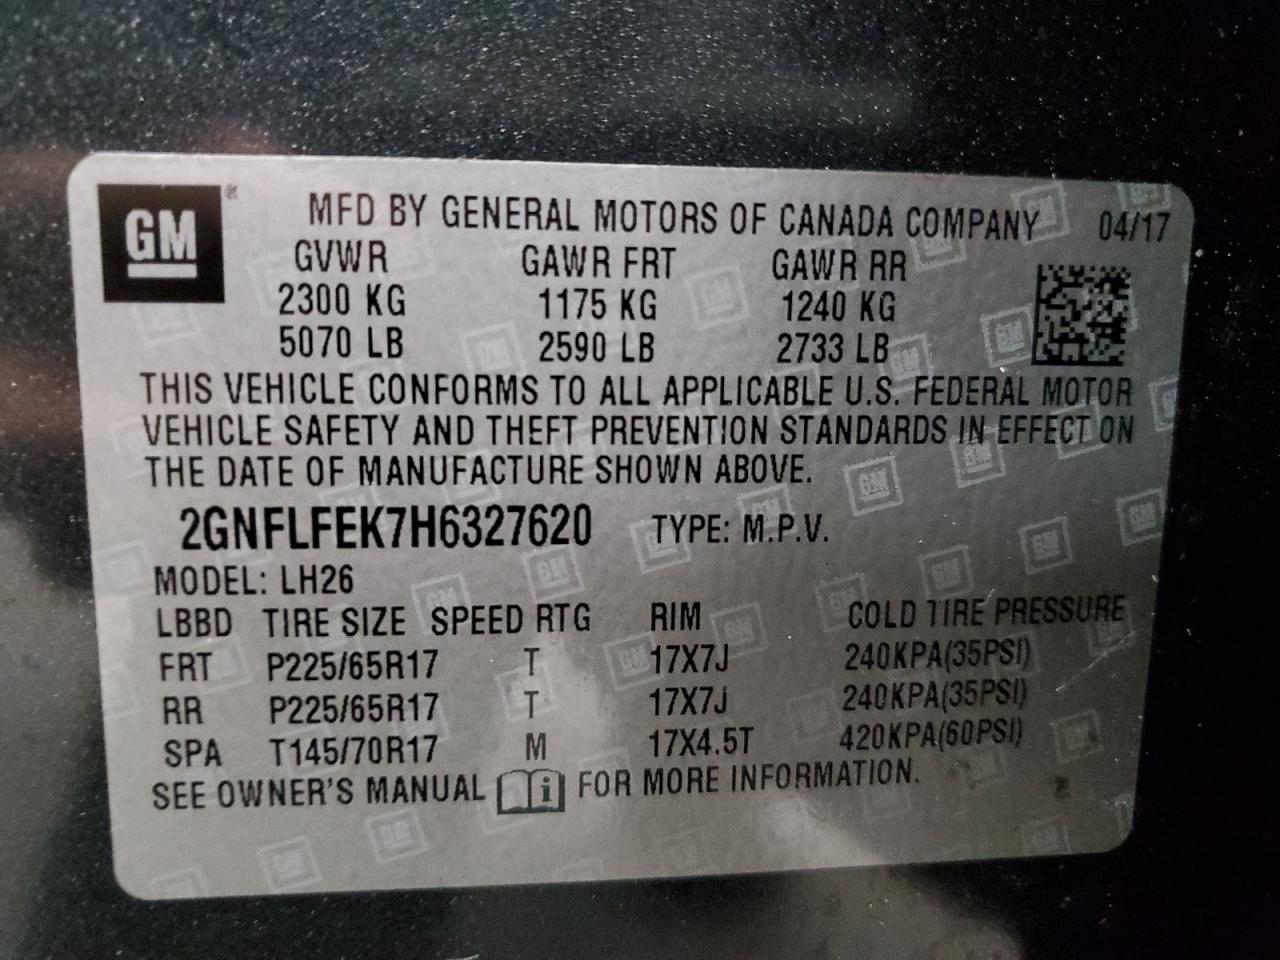 GM ® MFD BY GENERAL MOTORS OF CANADA COMPANY 04/17
GVWR GAWR FRT GAWR RR
2300 KG 1175 KG 1240 KG
5070 LB 2590 LB 2733 LB
THIS VEHICLE CONFORMS TO ALL APPLICABLE U.S. FEDERAL MOTOR
VEHICLE SAFETY AND THEFT PREVENTION STANDARDS IN EFFECT ON
THE DATE OF MANUFACTURE SHOWN ABOVE.
2GNFLFEK7H6327620 TYPE: M.P.V.
MODEL: LH26
LBBD TIRE SIZE SPEED RTG RIM COLD TIRE PRESSURE
FRT P225/65R17 T 17X7J 240KPA(35PSI)
RR P225/65R17 T 17X7J 240KPA(35PSI)
SPA T145/70R17 M 17X4.5T 420KPA(60PSI)
SEE OWNER'S MANUAL i FOR MORE INFORMATION.